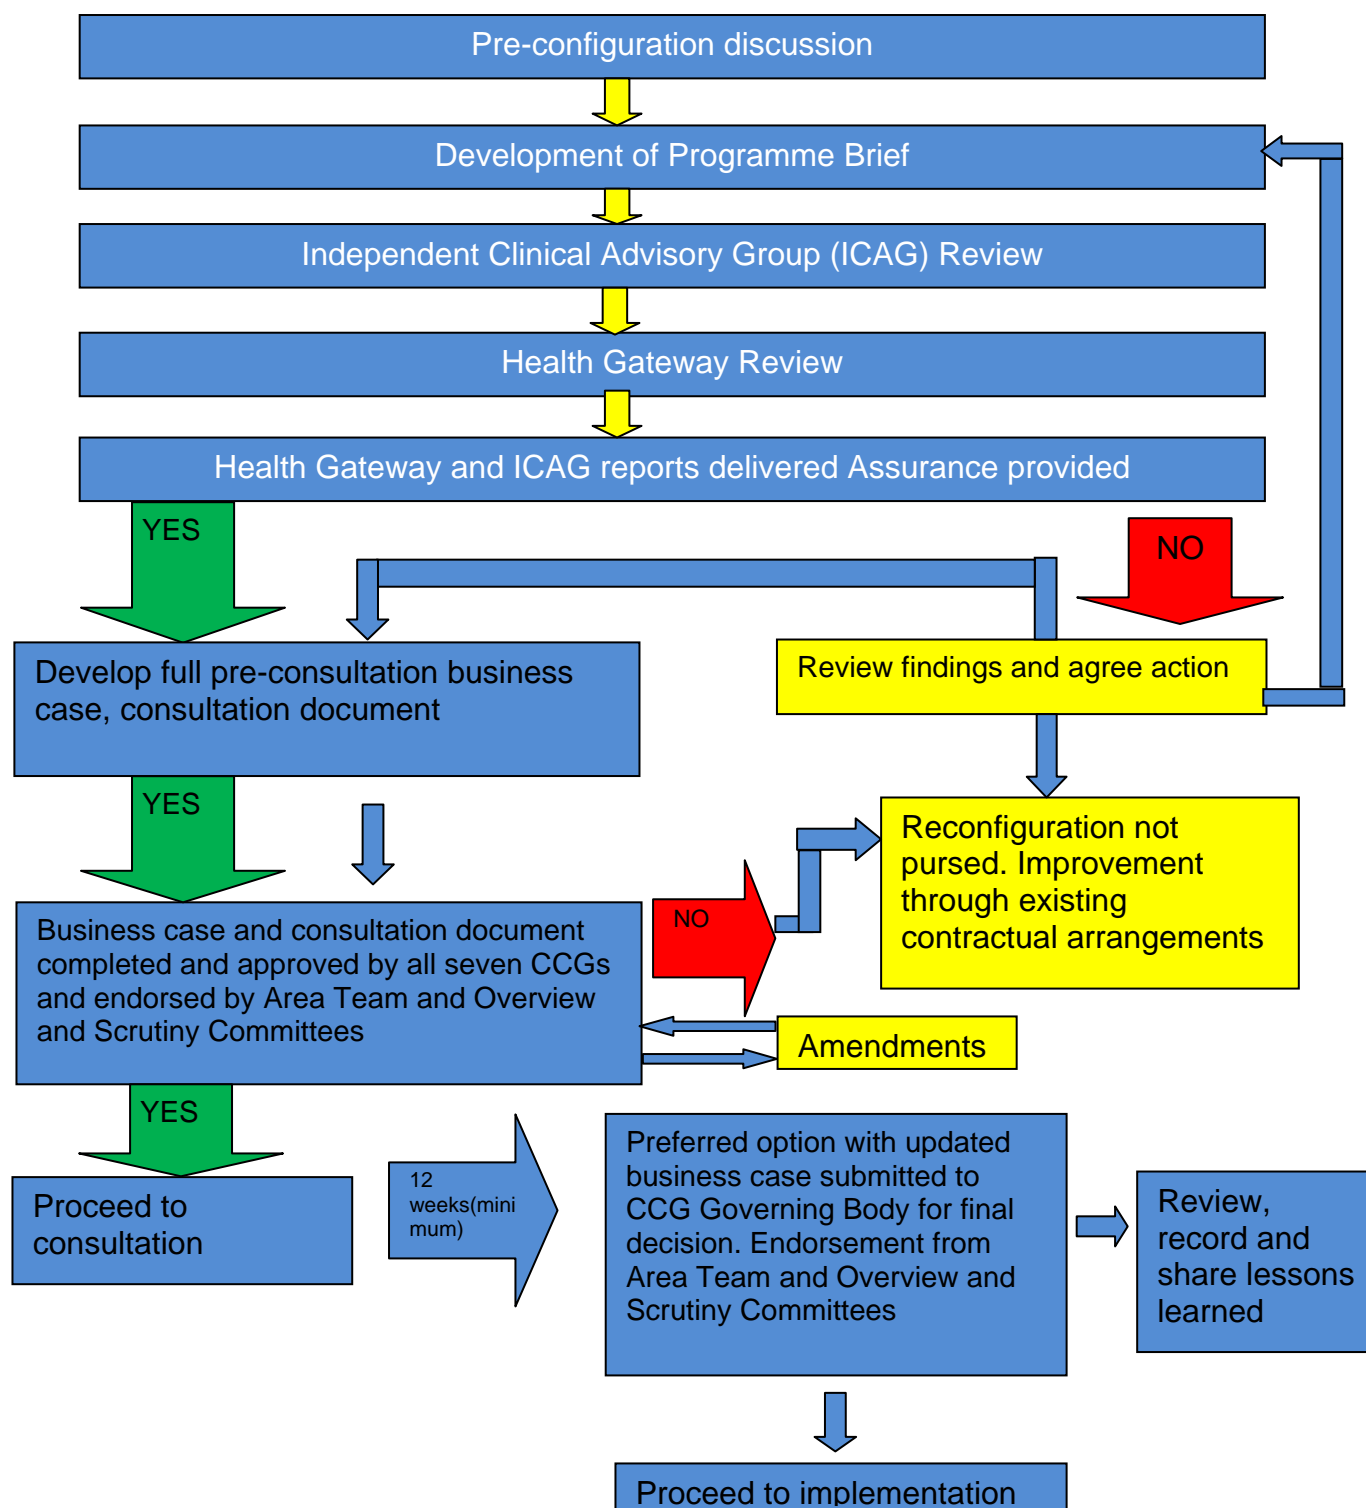 Pre-configuration discussion
Development of Programme Brief
Independent Clinical Advisory Group (ICAG) Review
Health Gateway Review
Health Gateway and ICAG reports delivered Assurance provided
YES
NO
Develop full pre-consultation business
case, consultation document
Review findings and agree action
YES
Reconfiguration not
pursed. Improvement
through existing
contractual arrangements
Business case and consultation document
completed and approved by all seven CCGs
and endorsed by Area Team and Overview
and Scrutiny Committees
NO
Amendments
YES
Proceed to
consultation
12
weeks(mini
mum)
Preferred option with updated
business case submitted to
CCG Governing Body for final
decision. Endorsement from
Area Team and Overview and
Scrutiny Committees
Review,
record and
share lessons
learned
Proceed to implementation